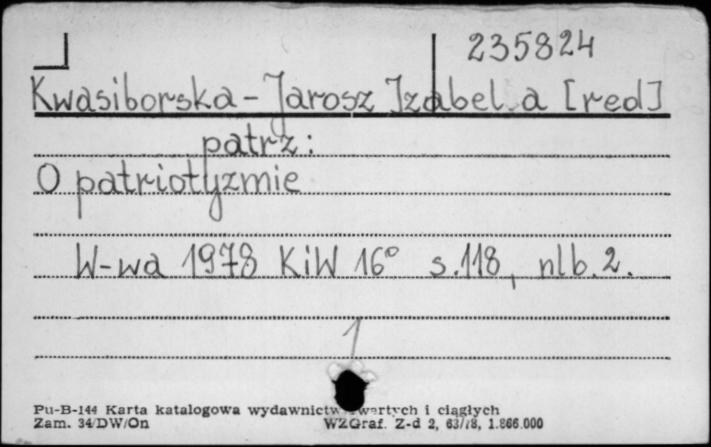 235824
Kwasiborska-Jarosz Izabela [red]
patrz:
O patriotyzmie
W-wa 1978 KiW 16° s.118, nlb.2.
1
Pu-B-144 Karta katalogowa wydawnictw zwartych i ciągłych
Zam. 34/DW/On WZGraf. Z-d 2, 63/78, 1.866.000